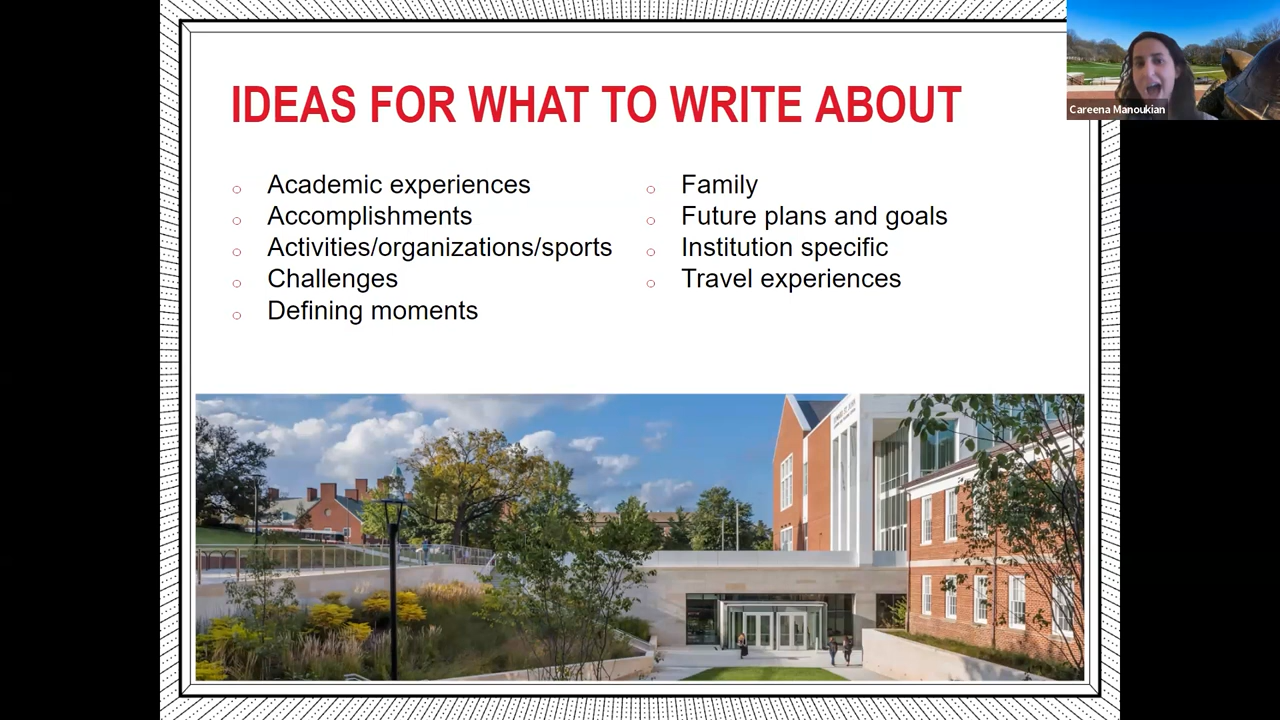 IDEAS FOR WHAT TO WRITE ABOUT
Academic experiences
Accomplishments
Activities/organizations/sports
Challenges
Defining moments
Family
Future plans and goals
Institution specific
Travel experiences
Careena Manoukian